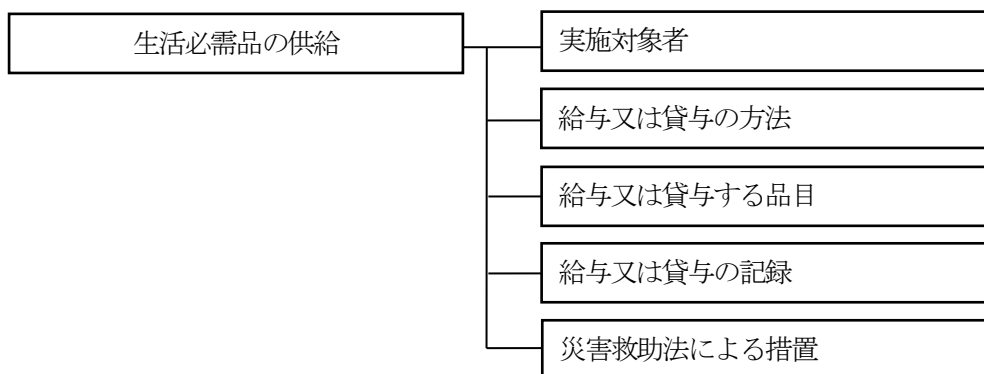 生活必需品の供給
実施対象者
給与又は貸与の方法
給与又は貸与する品目
給与又は貸与の記録
災害救助法による措置